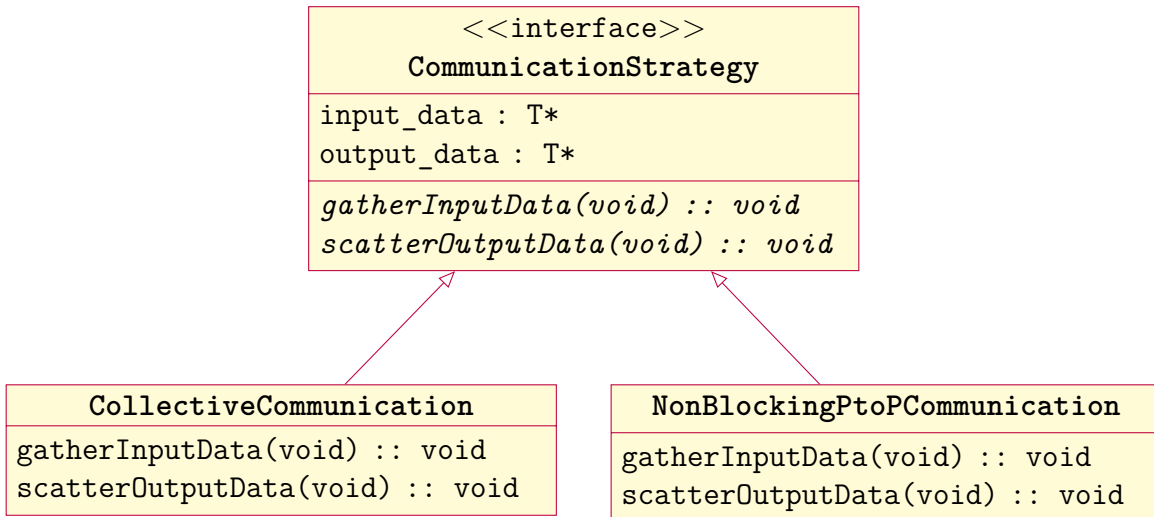 <<interface>>
CommunicationStrategy
input_data : T*
output_data : T*
gatherInputData(void) :: void
scatterOutputData(void) :: void
CollectiveCommunication
gatherInputData(void) :: void
scatterOutputData(void) :: void
NonBlockingPtoPCommunication
gatherInputData(void) :: void
scatterOutputData(void) :: void